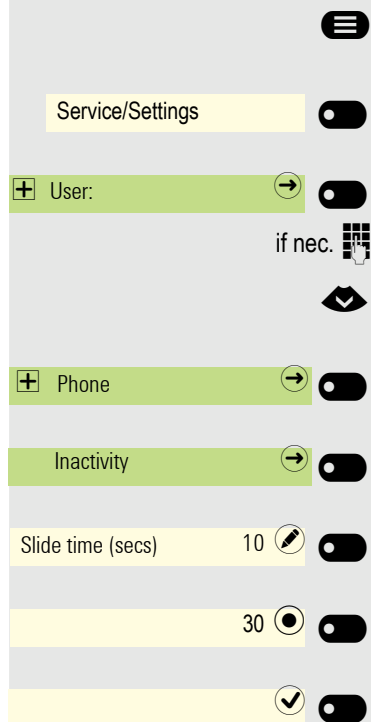 Service/Settings
User:
if nec.
Phone
Inactivity
Slide time (secs) 10
30